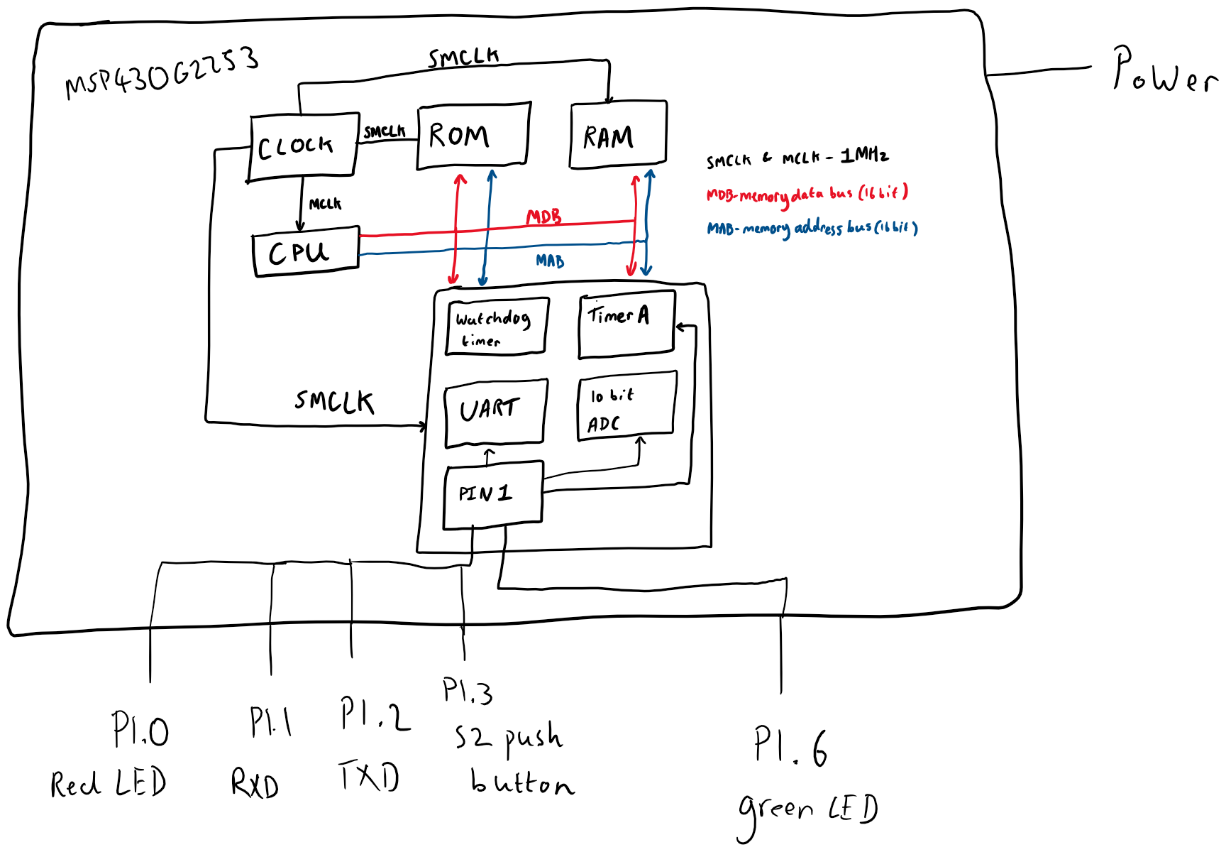 MSP430G2253
SMCLK
Power
CLOCK
SMCLK
ROM
RAM
SMCLK & MCLK - 1MHz
MDB-memory data bus (16 bit)
MAB- memory address bus (16 bit)
MCLK
CPU
MDB
MAB
Watchdog
timer
Timer A
SMCLK
UART
10 bit
ADC
PIN 1
P1.0
Red LED
P1.1
RXD
P1.2
TXD
P1.3
S2 push
button
P1.6
green LED